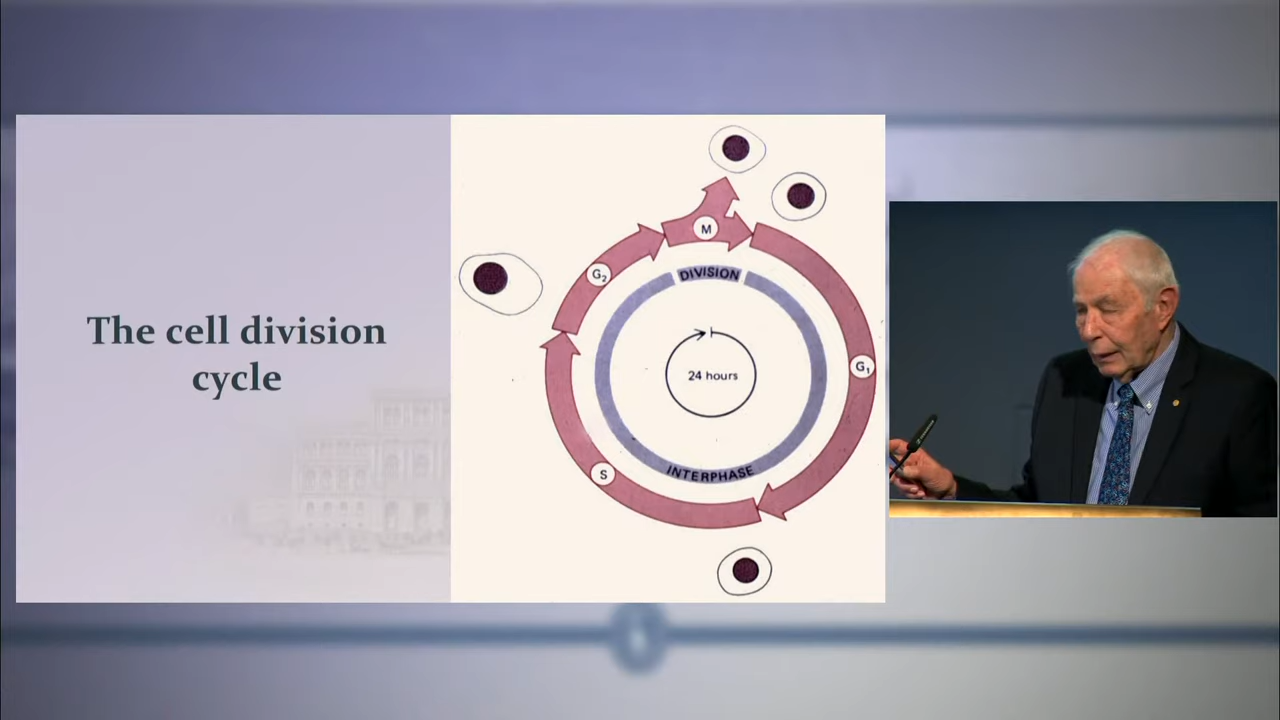 The cell division
cycle
M
G₂
DIVISION
24 hours
G₁
INTERPHASE
S